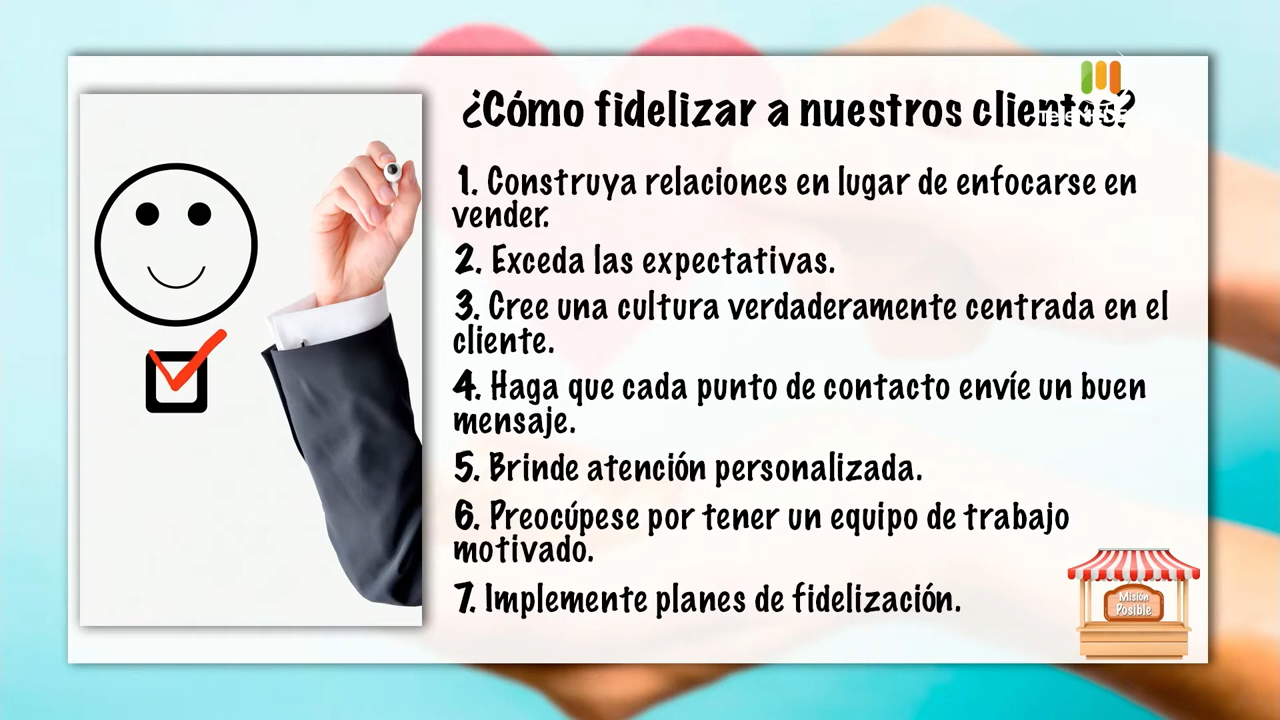 ¿Cómo fidelizar a nuestros clientes?
1. Construya relaciones en lugar de enfocarse en
vender.
2. Exceda las expectativas.
3. Cree una cultura verdaderamente centrada en el
cliente.
4. Haga que cada punto de contacto envíe un buen
mensaje.
5. Brinde atención personalizada.
6. Preocúpese por tener un equipo de trabajo
motivado.
7. Implemente planes de fidelización.
Misión
Posible